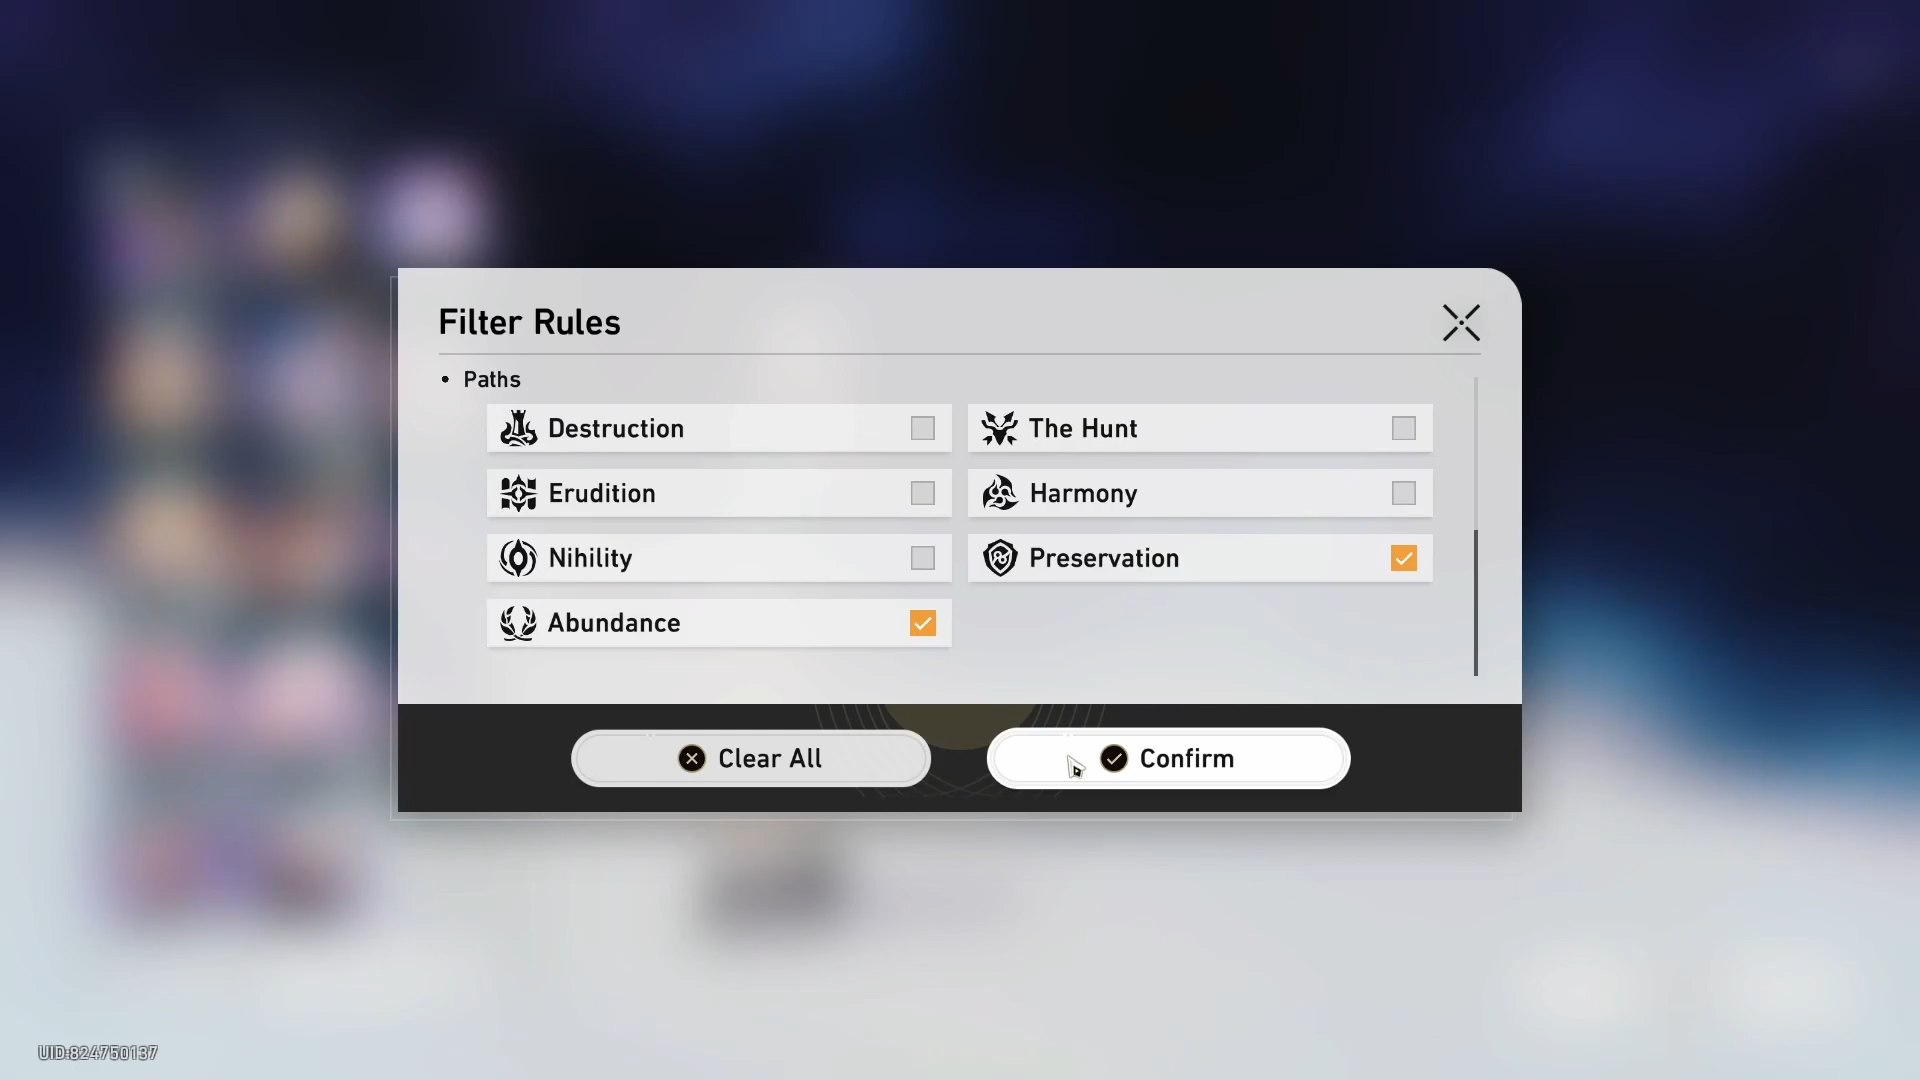 Filter Rules
• Paths
Destruction
The Hunt
Erudition
Harmony
Nihility
Preservation
Abundance
Clear All
Confirm
UID:824750137